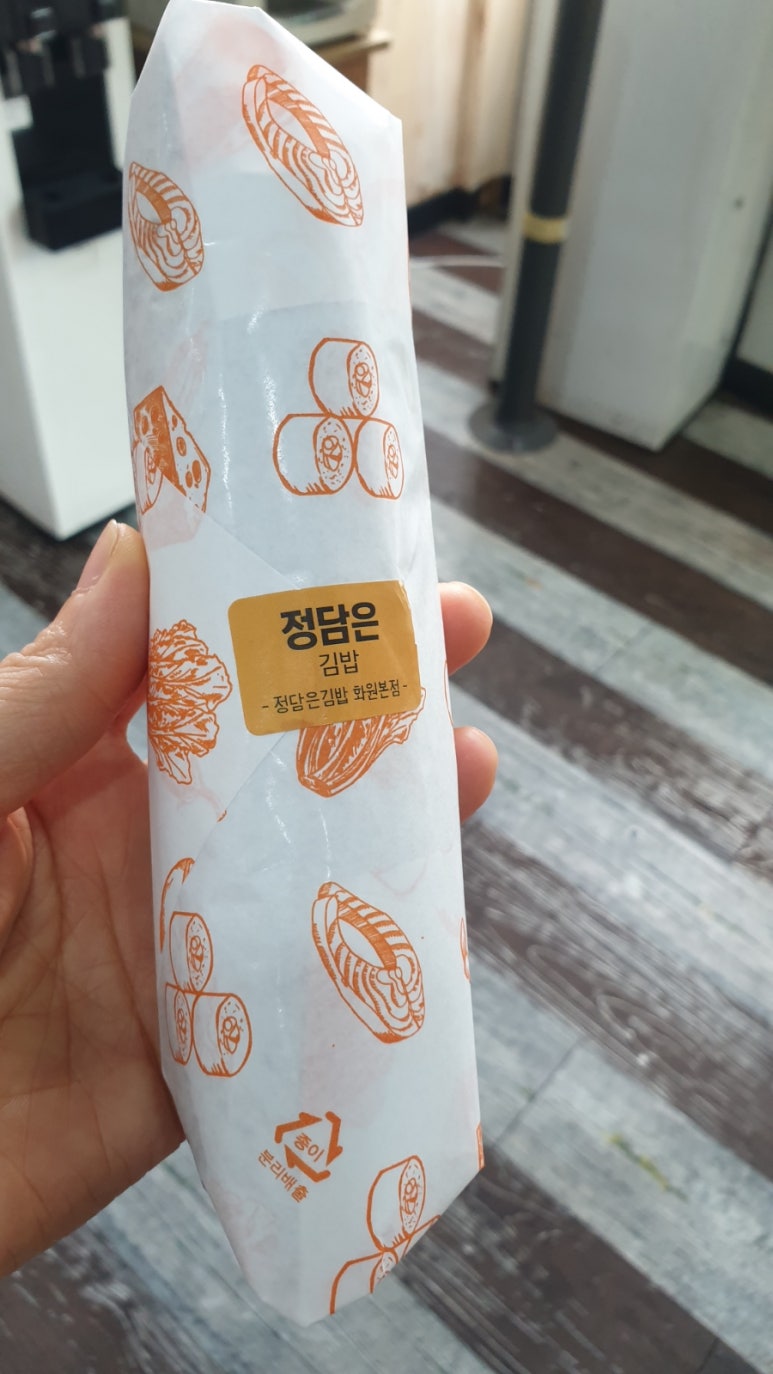 정담은
김밥
- 정담은김밥 화원본점 -
종이
분리배출